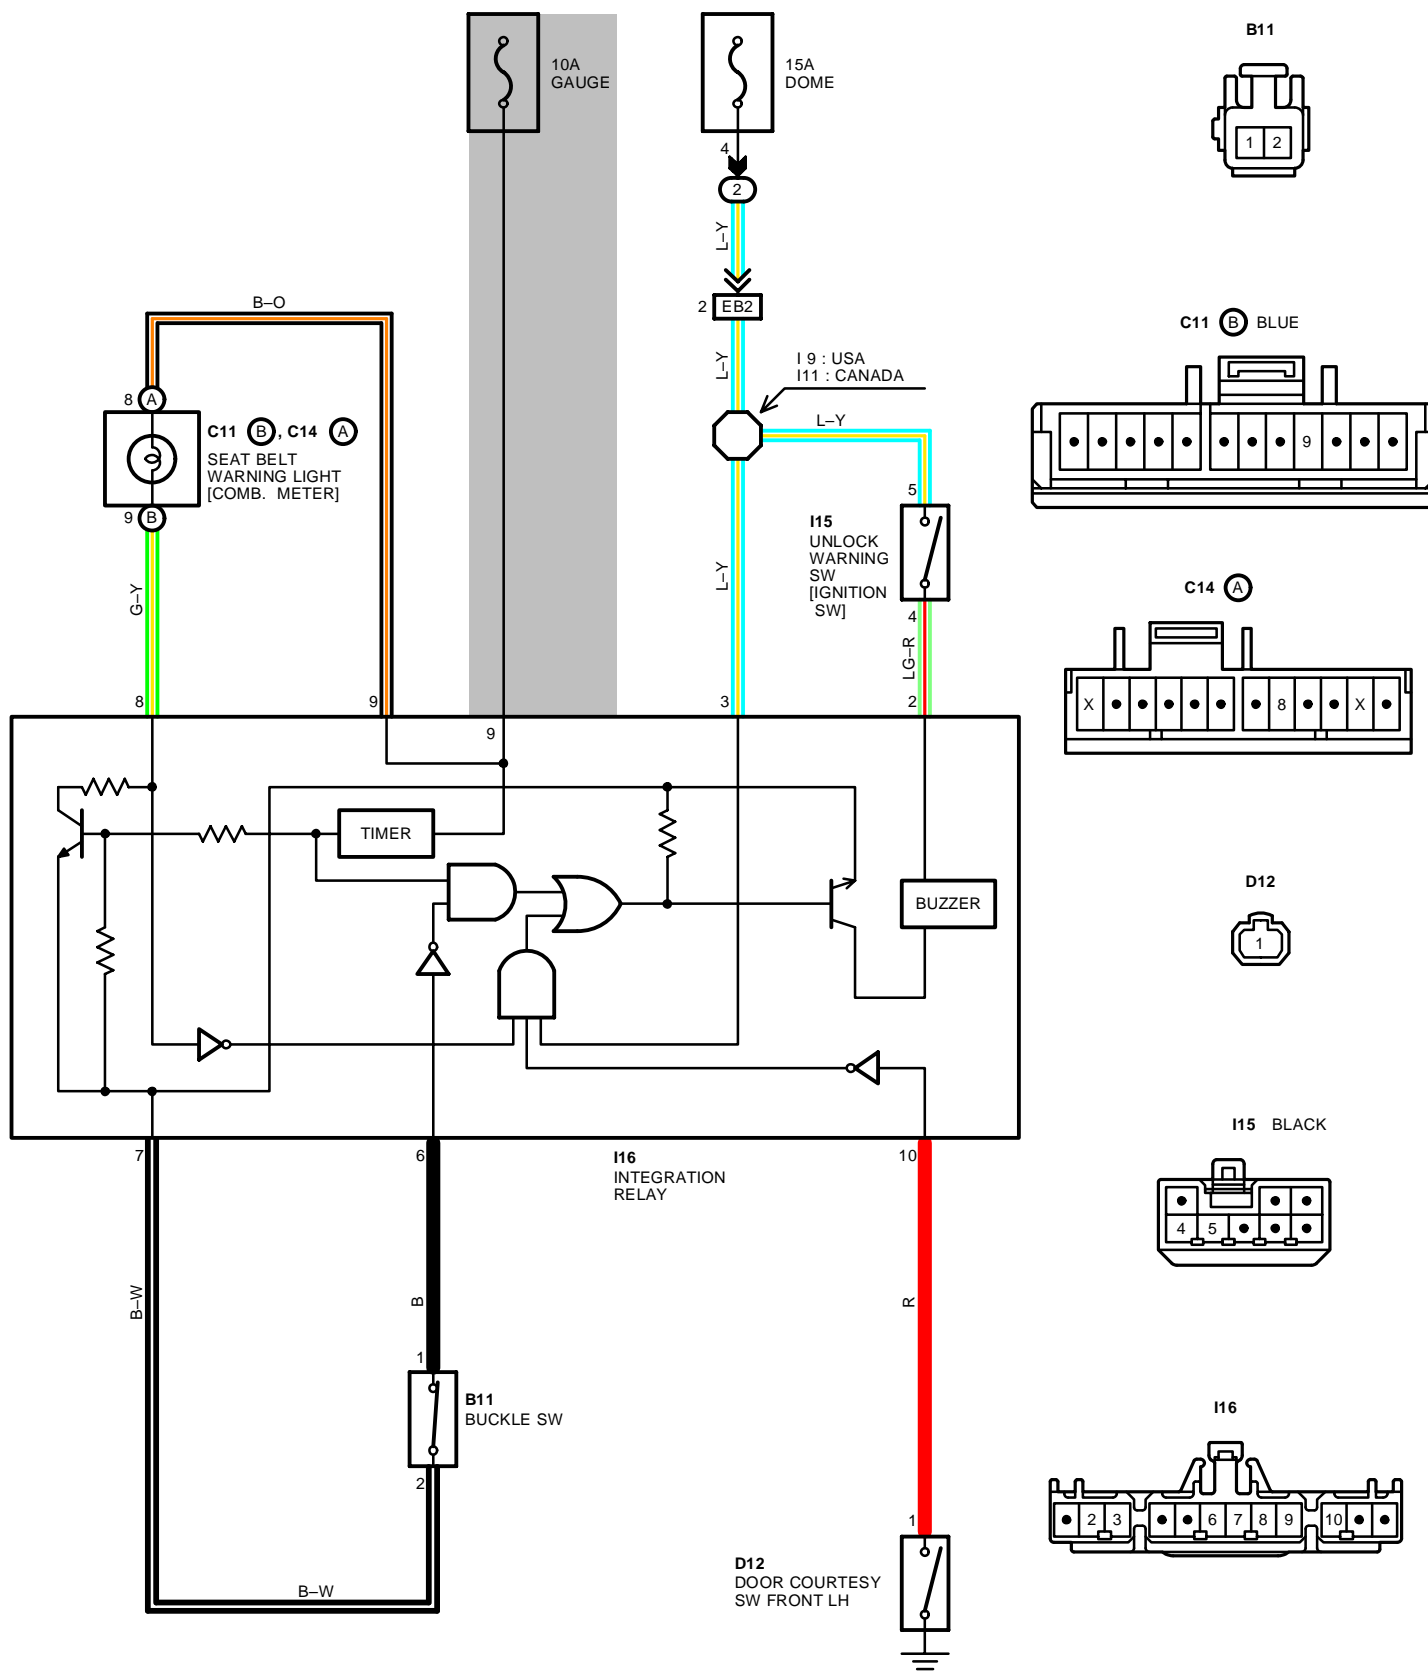 10A
GAUGE
15A
DOME
4
2
L–Y
2 EB2
L–Y
I 9 : USA
I11 : CANADA
L–Y
B–O
8 A
C11 B , C14 A
SEAT BELT
WARNING LIGHT
[COMB. METER]
9 B
G–Y
L–Y
5
I15
UNLOCK
WARNING
SW
[IGNITION
SW]
4
LG–R
8
9
9
3
2
TIMER
BUZZER
7
6
I16
INTEGRATION
RELAY
10
B–W
B
R
1
B11
BUCKLE SW
2
B–W
1
D12
DOOR COURTESY
SW FRONT LH
B11
1 2
C11 B BLUE
9
C14 A
X 8 X
D12
1
I15 BLACK
4 5
I16
2 3 6 7 8 9 10